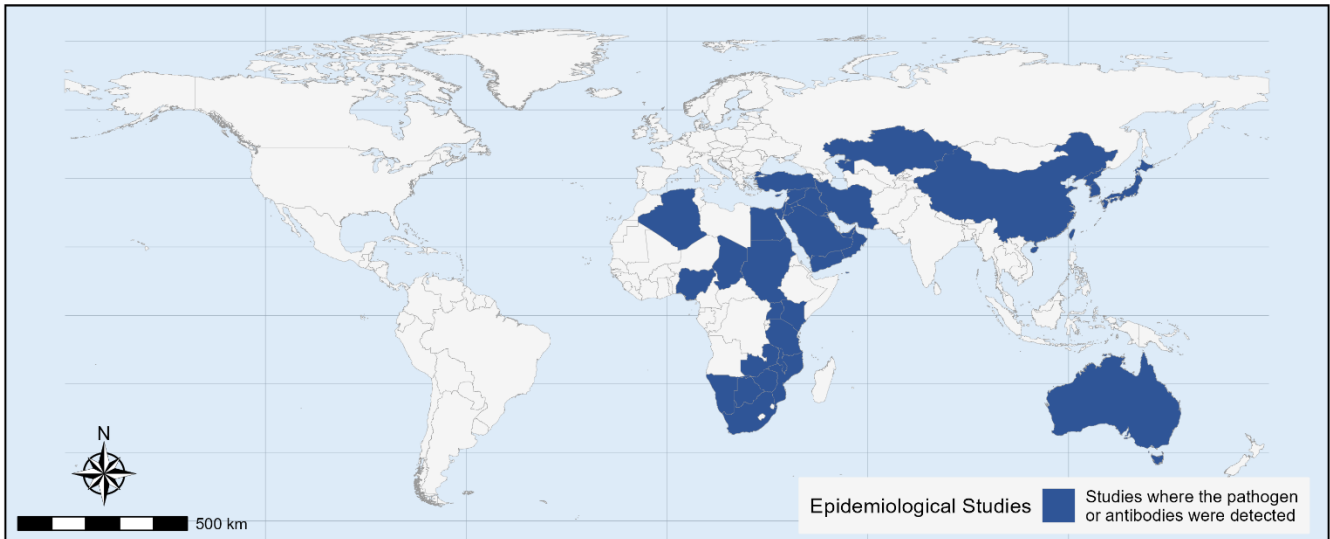 N
500 km
Epidemiological Studies
Studies where the pathogen
or antibodies were detected